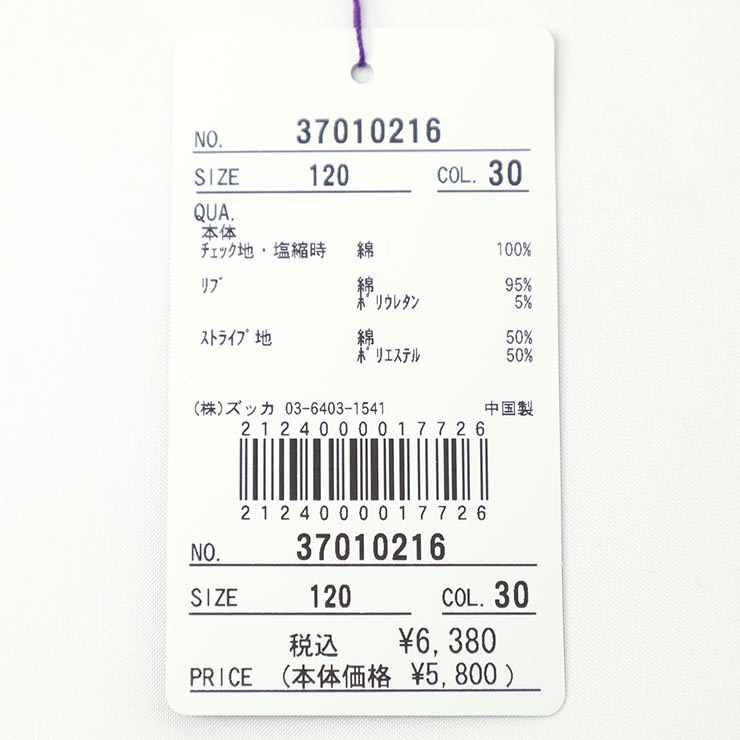 NO. 37010216
SIZE 120 COL. 30
QUA.
本体
チェック地・塩縮時 綿 100%
リブ 綿 95%
ポリウレタン 5%
ストライプ地 綿 50%
ポリエステル 50%
(株)ズッカ 03-6403-1541 中国製
2124000017726
2124000017726
NO. 37010216
SIZE 120 COL. 30
税込 ¥6,380
PRICE (本体価格 ¥5,800)